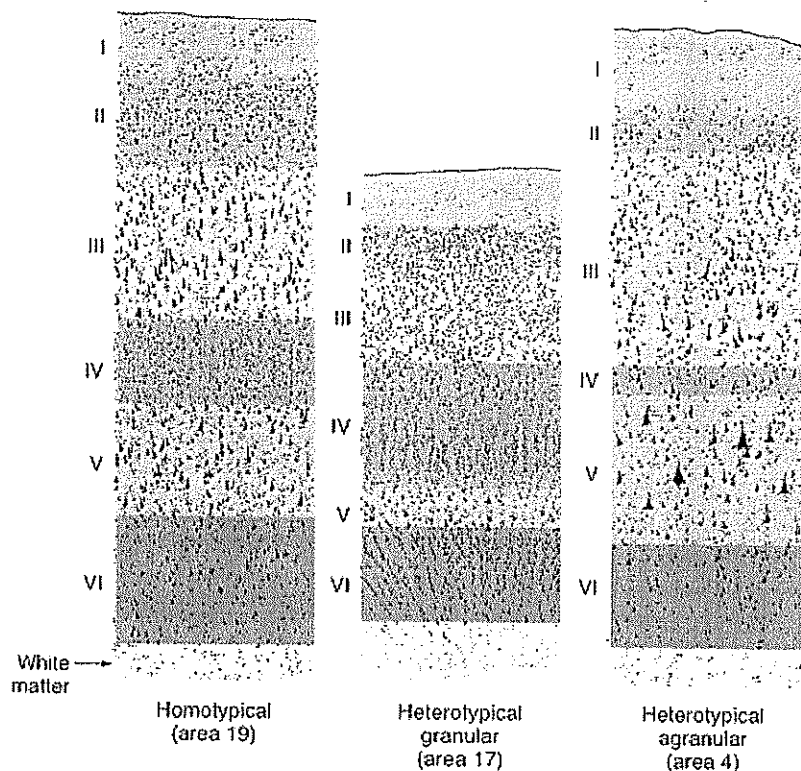 I
II
III
IV
V
VI
White
matter
Homotypical
(area 19)
I
II
III
IV
V
VI
Heterotypical
granular
(area 17)
I
II
III
IV
V
VI
Heterotypical
agranular
(area 4)